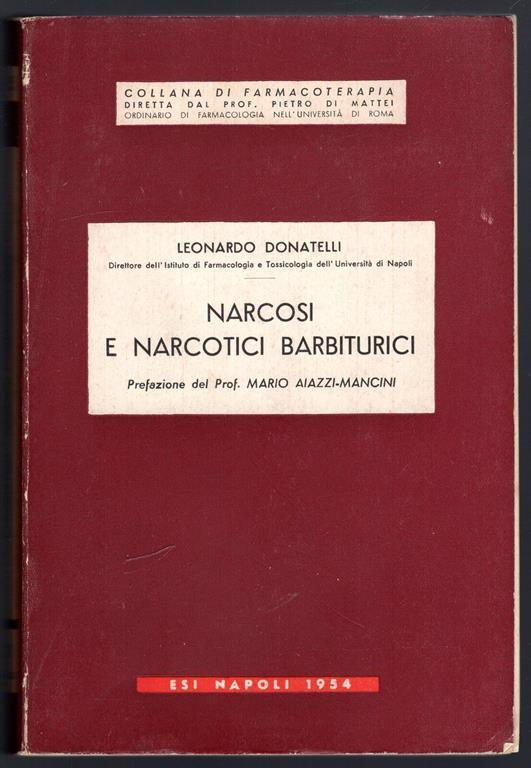 COLLANA DI FARMACOTERAPIA
DIRETTA DAL PROF. PIETRO DI MATTEI
ORDINARIO DI FARMACOLOGIA NELL'UNIVERSITÀ DI ROMA
LEONARDO DONATELLI
Direttore dell'Istituto di Farmacologia e Tossicologia dell'Università di Napoli
NARCOSI
E NARCOTICI BARBITURICI
Prefazione del Prof. MARIO AIAZZI-MANCINI
ESI NAPOLI 1954